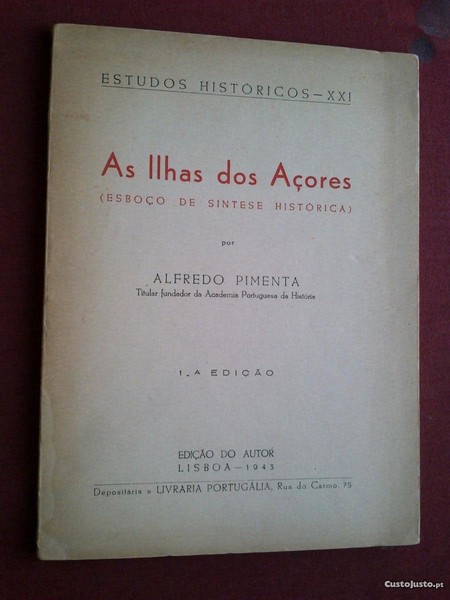 ESTUDOS HISTÓRICOS — XXI
As Ilhas dos Açores
(ESBOÇO DE SINTESE HISTÓRICA)
por
ALFREDO PIMENTA
Titular fundador da Academia Portuguesa da História
1.A EDIÇÃO
EDIÇÃO DO AUTOR
LISBOA — 1943
Depositária a LIVRARIA PORTUGÁLIA, Rua do Carmo, 75
CustoJusto.pt